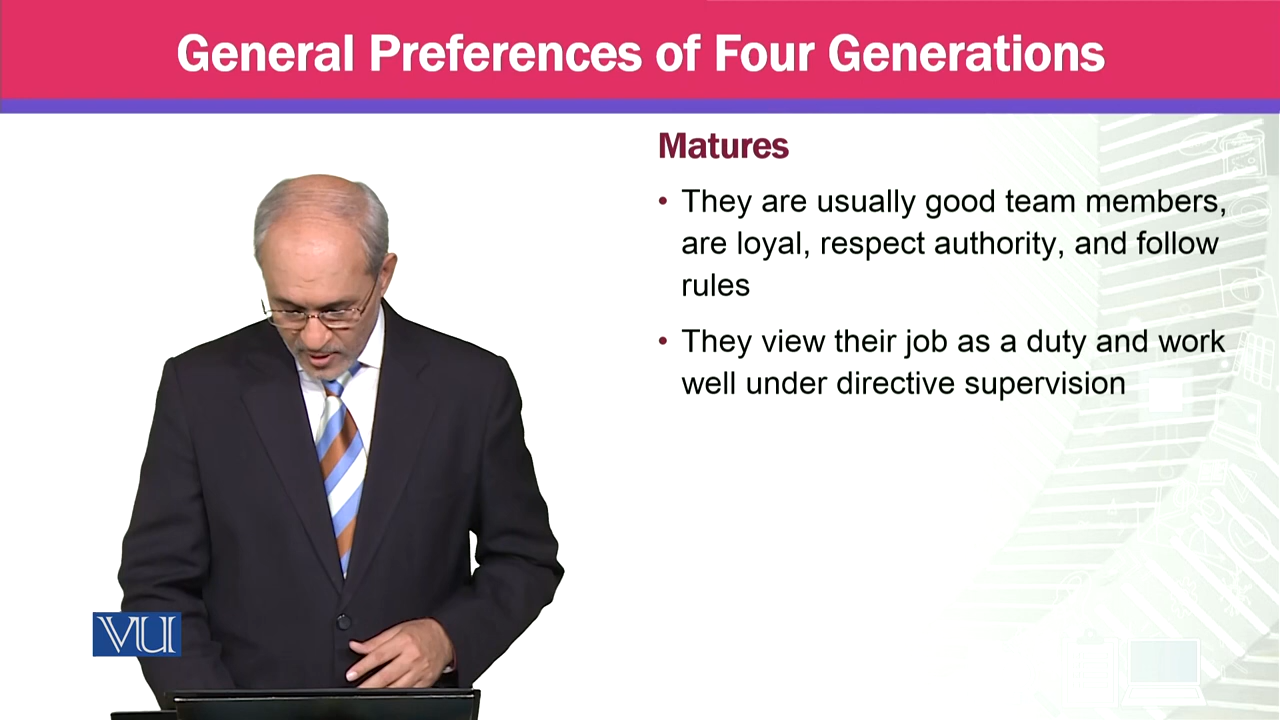 General Preferences of Four Generations
Matures
• They are usually good team members,
are loyal, respect authority, and follow
rules
• They view their job as a duty and work
well under directive supervision
VU